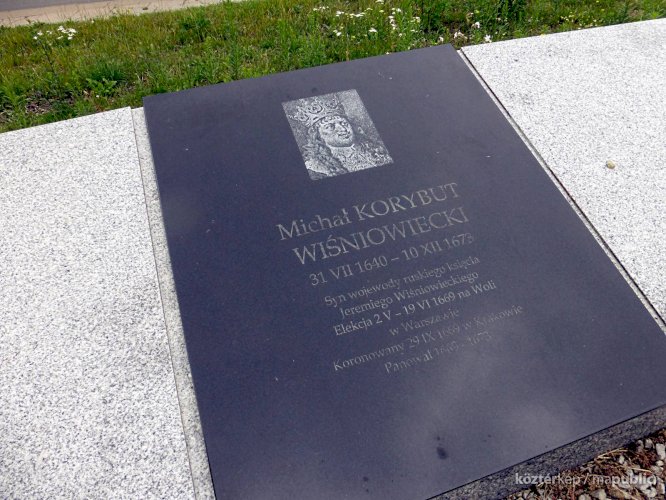 Michał KORYBUT
WIŚNIOWIECKI
31 VII 1640 – 10 XII 1673
Syn wojewody ruskiego księcia
Jeremiego Wiśniowieckiego
Elekcja 2 V – 19 VI 1669 na Woli
w Warszawie
Koronowany 29 IX 1669 w Krakowie
Panował 1669 – 1673
köztérkép / mapublic